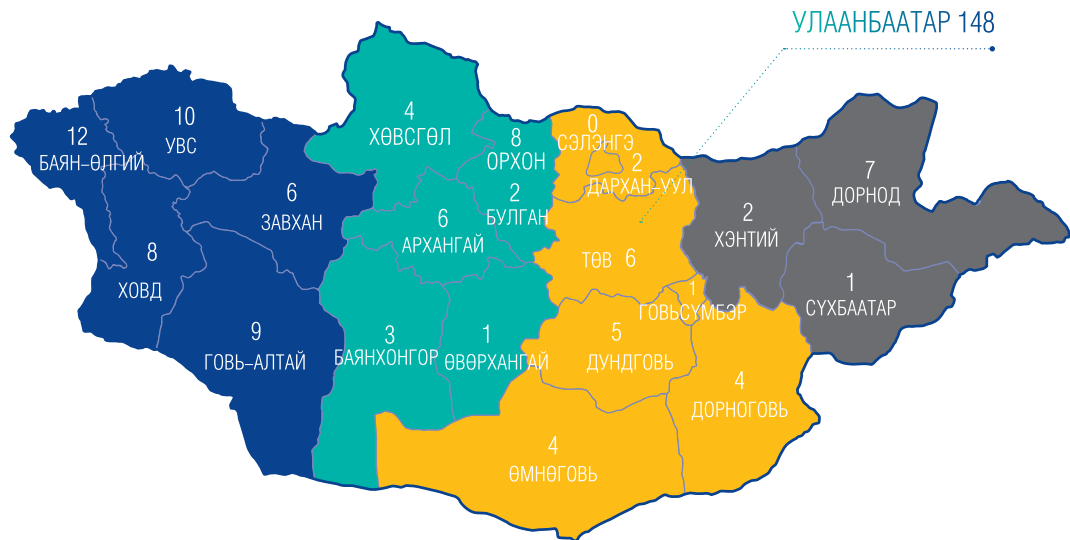 УЛААНБААТАР 148
12
БАЯН–ӨЛГИЙ
10
УВС
6
ЗАВХАН
8
ХОВД
9
ГОВЬ–АЛТАЙ
4
ХӨВСГӨЛ
8
ОРХОН
2
БУЛГАН
6
АРХАНГАЙ
3
БАЯНХОНГОР
1
ӨВӨРХАНГАЙ
0
СЭЛЭНГЭ
2
ДАРХАН–УУЛ
ТӨВ 6
1
ГОВЬСҮМБЭР
5
ДУНДГОВЬ
4
ДОРНОГОВЬ
4
ӨМНӨГОВЬ
2
ХЭНТИЙ
7
ДОРНОД
1
СҮХБААТАР